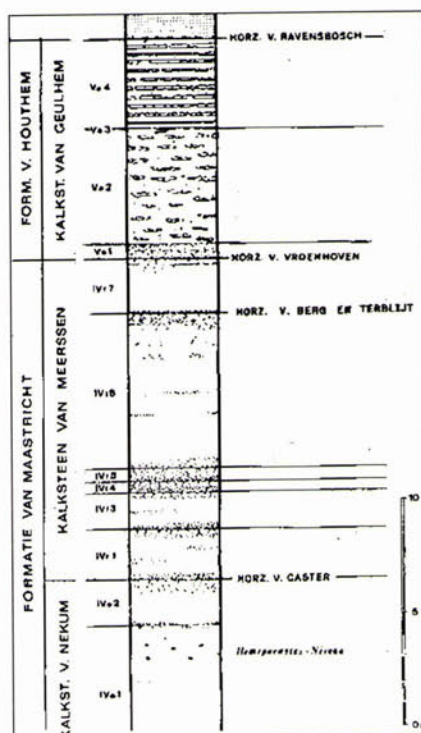 HORZ. V. RAVENSBOSCH
FORM. V. HOUTHEM
KALKST. VAN GEULHEM
Va4
Va3
Va2
Va1
HORZ. V. VROENHOVEN
FORMATIE VAN MAASTRICHT
KALKSTEEN VAN MEERSSEN
IVf7
HORZ. V. BERG EN TERBLIJT
IVf6
IVf5
IVf4
IVf3
IVf1
HORZ. V. CASTER
KALKST. V. NEKUM
IVe2
IVe1
10
5
0